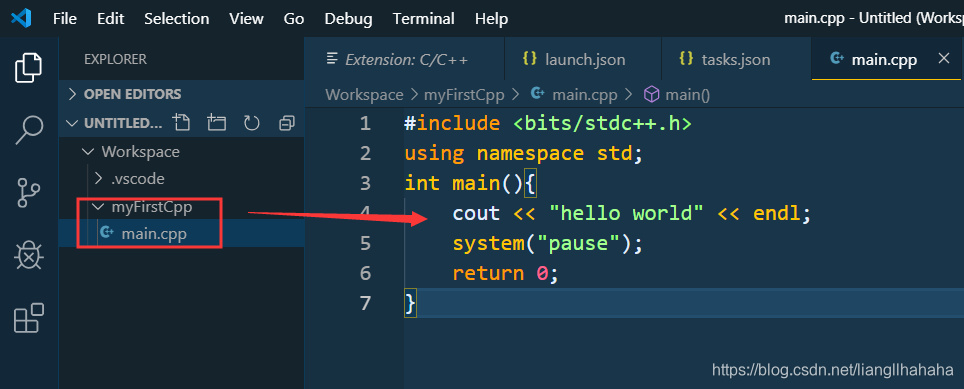 File Edit Selection View Go Debug Terminal Help main.cpp - Untitled (Works
EXPLORER
Extension: C/C++ launch.json tasks.json main.cpp
OPEN EDITORS
UNTITLED...
Workspace
.vscode
myFirstCpp
main.cpp
Workspace > myFirstCpp > main.cpp > main()
1 #include <bits/stdc++.h>
2 using namespace std;
3 int main(){
4 cout << "hello world" << endl;
5 system("pause");
6 return 0;
7 }
https://blog.csdn.net/liangllhahaha